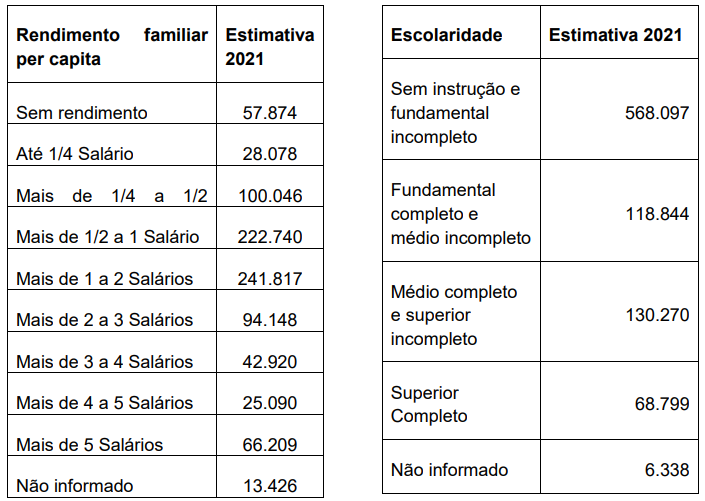 Rendimento familiar
per capita
Estimativa
2021
Sem rendimento 57.874
Até 1/4 Salário 28.078
Mais de 1/4 a 1/2 100.046
Mais de 1/2 a 1 Salário 222.740
Mais de 1 a 2 Salários 241.817
Mais de 2 a 3 Salários 94.148
Mais de 3 a 4 Salários 42.920
Mais de 4 a 5 Salários 25.090
Mais de 5 Salários 66.209
Não informado 13.426
Escolaridade Estimativa 2021
Sem instrução e
fundamental 568.097
incompleto
Fundamental
completo e 118.844
médio incompleto
Médio completo
e superior 130.270
incompleto
Superior
Completo 68.799
Não informado 6.338